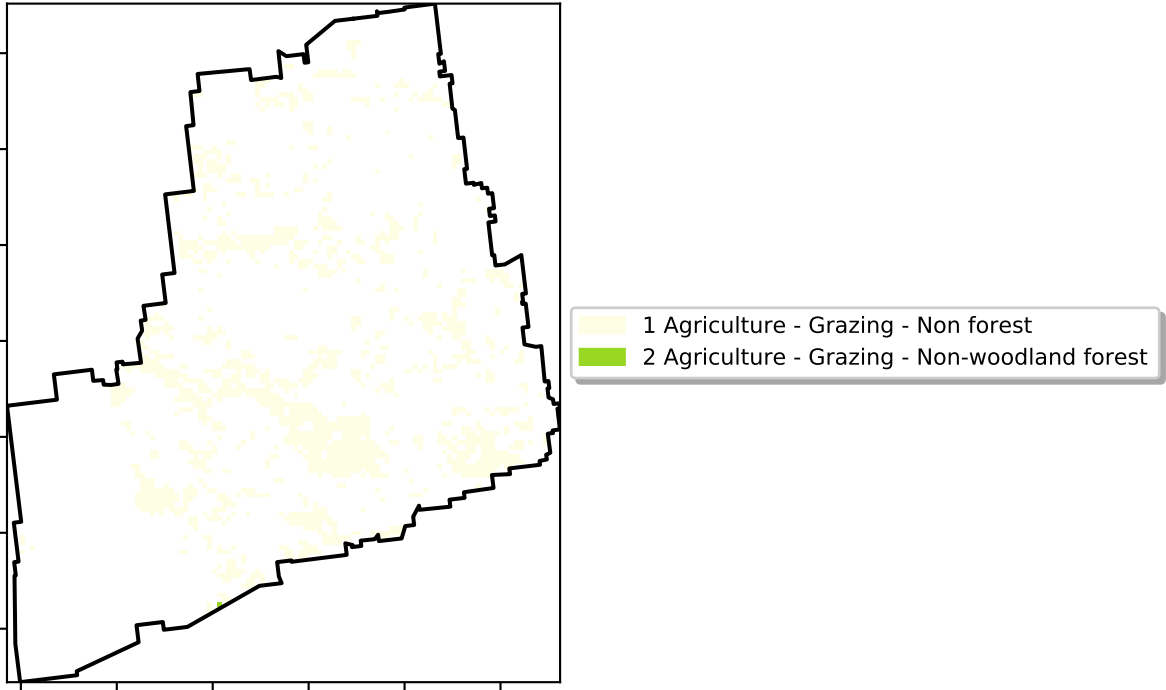 1 Agriculture - Grazing - Non forest
2 Agriculture - Grazing - Non-woodland forest